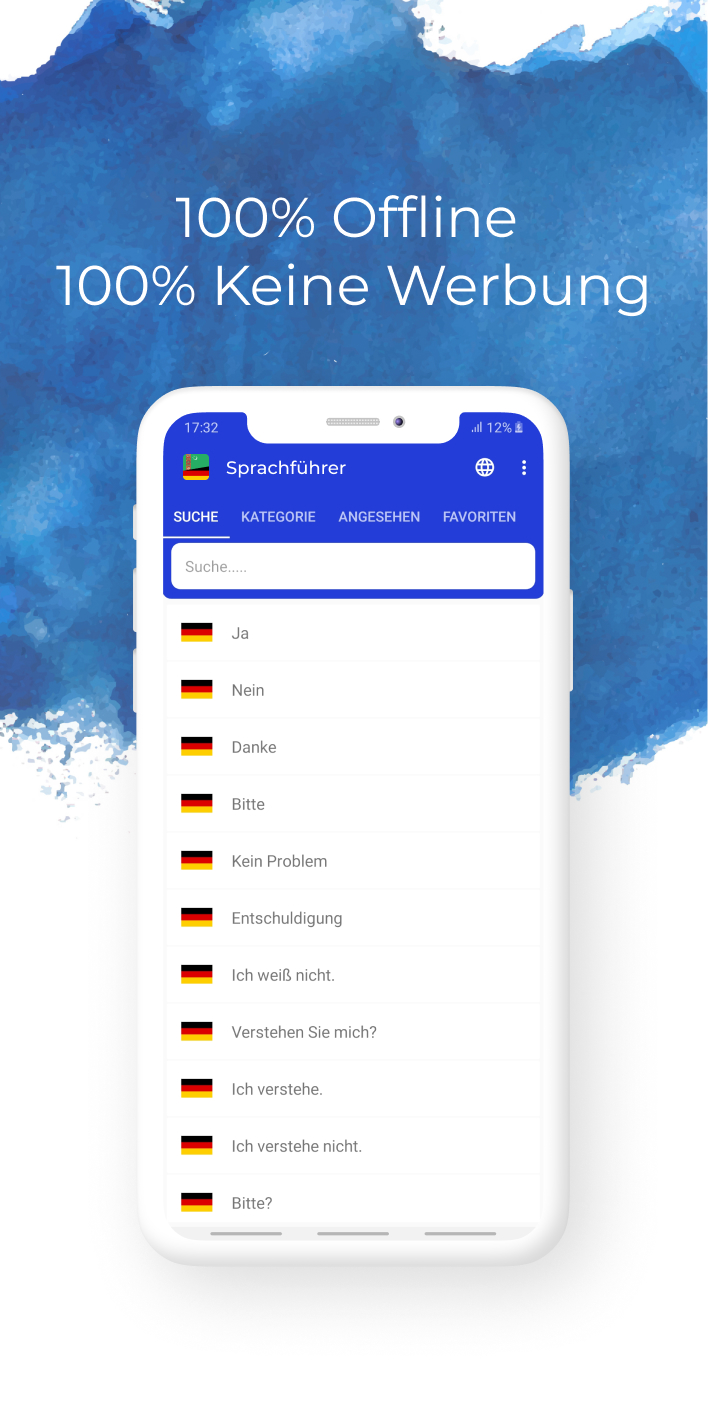 100% Offline
100% Keine Werbung
17:32 12%
Sprachführer
SUCHE KATEGORIE ANGESEHEN FAVORITEN
Suche.....
Ja
Nein
Danke
Bitte
Kein Problem
Entschuldigung
Ich weiß nicht.
Verstehen Sie mich?
Ich verstehe.
Ich verstehe nicht.
Bitte?